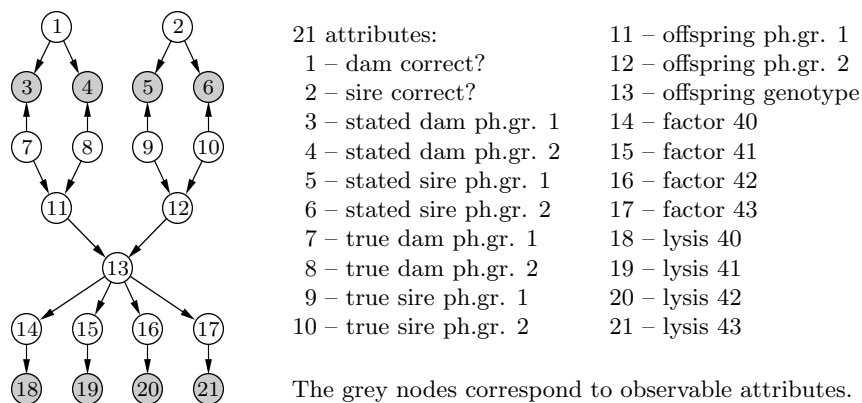 1
2
3
4
5
6
7
8
9
10
11
12
13
14
15
16
17
18
19
20
21
21 attributes:
1 – dam correct?
2 – sire correct?
3 – stated dam ph.gr. 1
4 – stated dam ph.gr. 2
5 – stated sire ph.gr. 1
6 – stated sire ph.gr. 2
7 – true dam ph.gr. 1
8 – true dam ph.gr. 2
9 – true sire ph.gr. 1
10 – true sire ph.gr. 2
11 – offspring ph.gr. 1
12 – offspring ph.gr. 2
13 – offspring genotype
14 – factor 40
15 – factor 41
16 – factor 42
17 – factor 43
18 – lysis 40
19 – lysis 41
20 – lysis 42
21 – lysis 43
The grey nodes correspond to observable attributes.